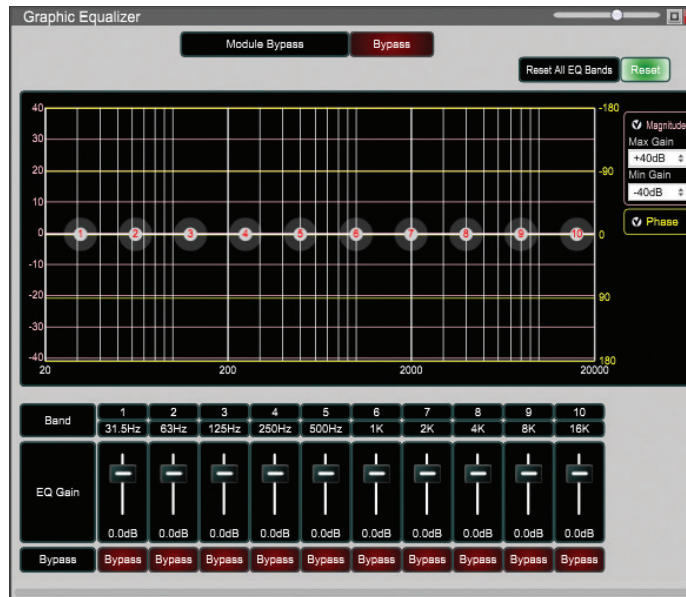 Graphic Equalizer
Module Bypass Bypass
Reset All EQ Bands Reset
40 -180
Magnitude
30
Max Gain
+40dB
20 -90
Min Gain
-40dB
10
Phase
0 1 2 3 4 5 6 7 8 9 10 0
-10
-20
90
-30
-40 180
20 200 2000 20000
Band 1 2 3 4 5 6 7 8 9 10
31.5Hz 63Hz 125Hz 250Hz 500Hz 1K 2K 4K 8K 16K
EQ Gain
0.0dB 0.0dB 0.0dB 0.0dB 0.0dB 0.0dB 0.0dB 0.0dB 0.0dB 0.0dB
Bypass Bypass Bypass Bypass Bypass Bypass Bypass Bypass Bypass Bypass Bypass